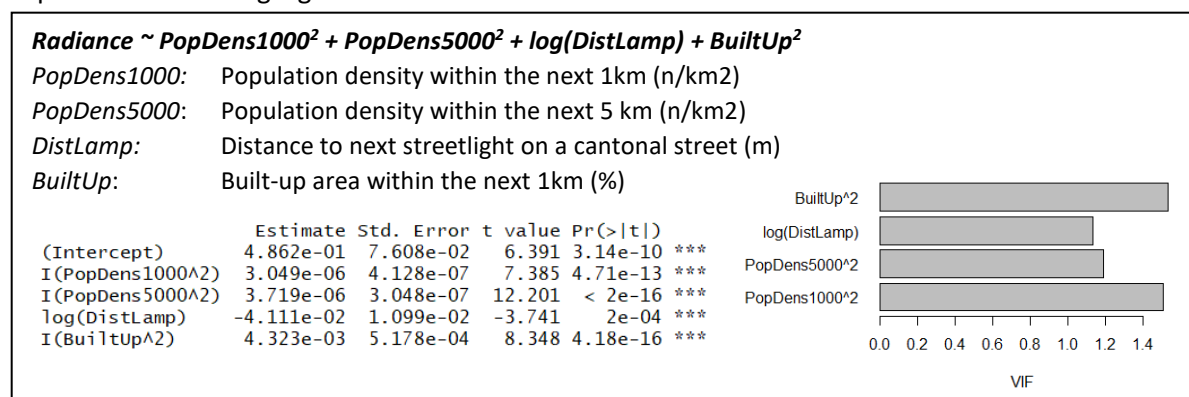 Radiance ~ PopDens1000² + PopDens5000² + log(DistLamp) + BuiltUp²
PopDens1000: Population density within the next 1km (n/km2)
PopDens5000: Population density within the next 5 km (n/km2)
DistLamp: Distance to next streetlight on a cantonal street (m)
BuiltUp: Built-up area within the next 1km (%)
Estimate Std. Error t value Pr(>|t|)
(Intercept) 4.862e-01 7.608e-02 6.391 3.14e-10 ***
I(PopDens1000^2) 3.049e-06 4.128e-07 7.385 4.71e-13 ***
I(PopDens5000^2) 3.719e-06 3.048e-07 12.201 < 2e-16 ***
log(DistLamp) -4.111e-02 1.099e-02 -3.741 2e-04 ***
I(BuiltUp^2) 4.323e-03 5.178e-04 8.348 4.18e-16 ***
BuiltUp^2
log(DistLamp)
PopDens5000^2
PopDens1000^2
0.0 0.2 0.4 0.6 0.8 1.0 1.2 1.4
VIF